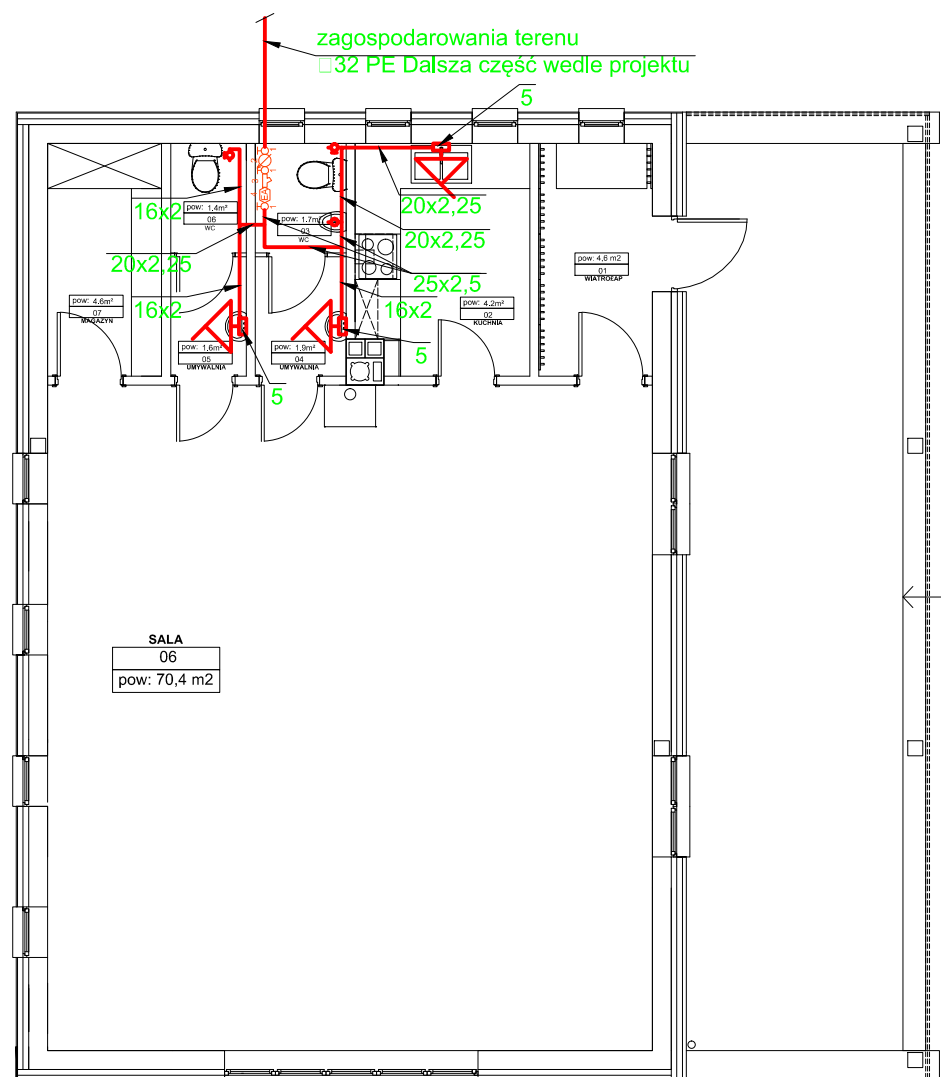 zagospodarowania terenu
□32 PE Dalsza część wedle projektu
5
16x2
pow: 1.4m²
06
WC
pow: 1.7m
03
WC
EA
20x2,25
20x2,25
20x2,25
25x2,5
16x2
16x2
pow: 4,6 m2
01
WIATROŁAP
pow: 4.6m²
07
MAGAZYN
pow: 4.2m²
02
KUCHNIA
pow: 1.6m²
05
UMYWALNIA
pow: 1.9m²
04
UMYWALNIA
5
5
SALA
06
pow: 70,4 m2